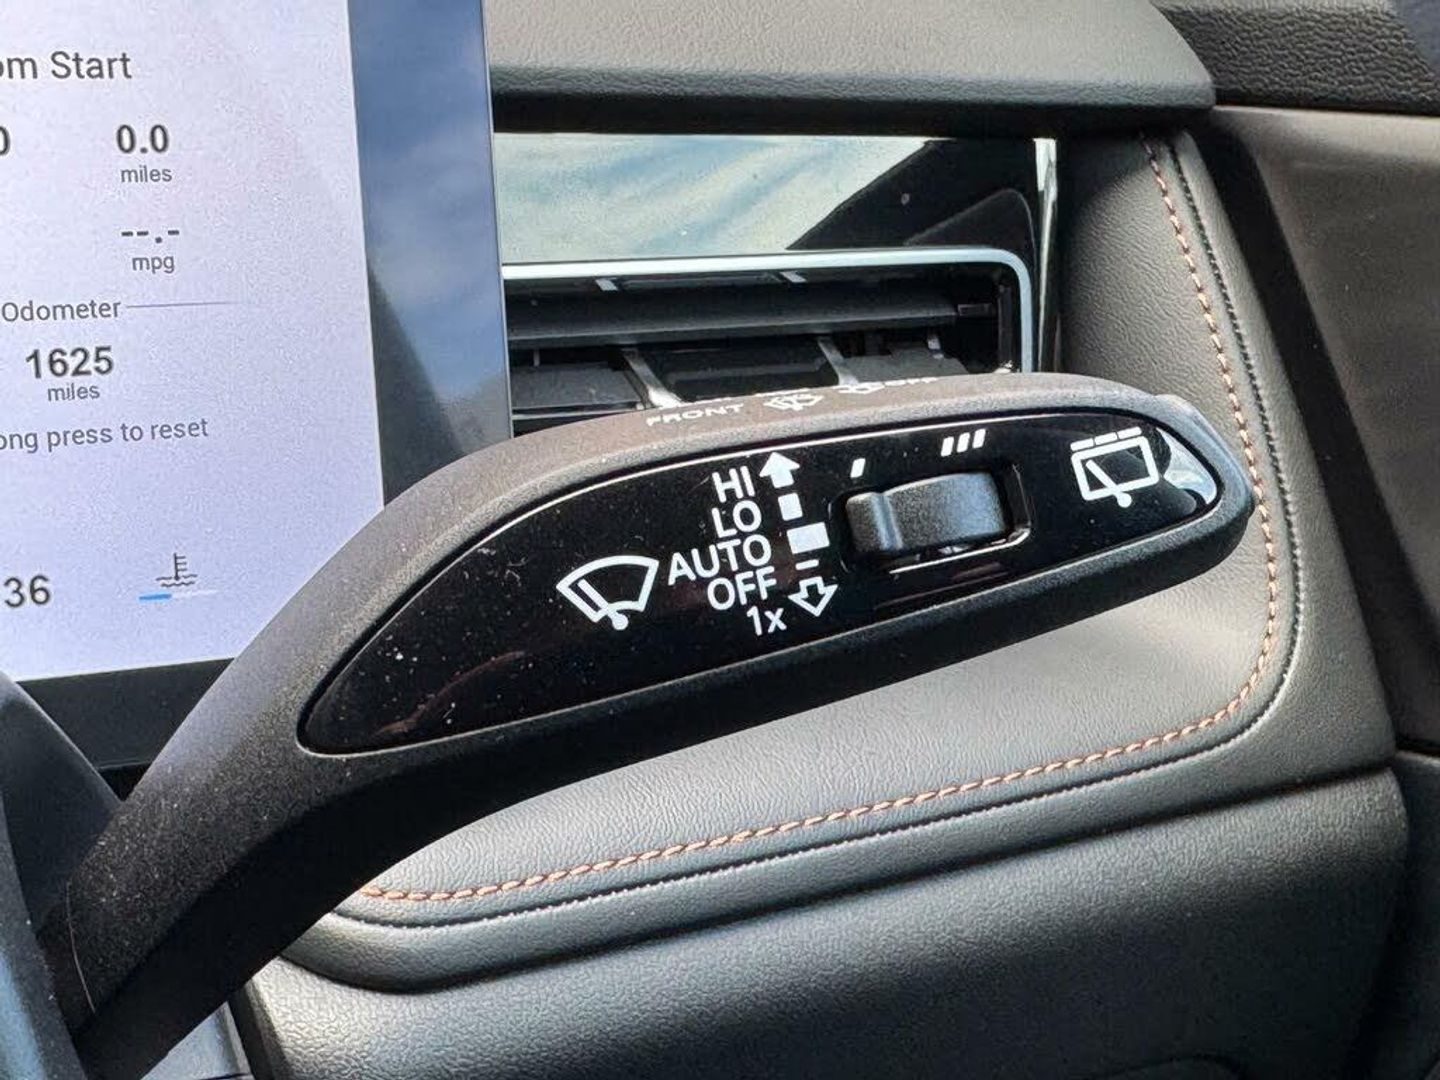 om Start
0.0
miles
--.-
mpg
Odometer
1625
miles
ong press to reset
36
FRONT
HI
LO
AUTO
OFF
1x